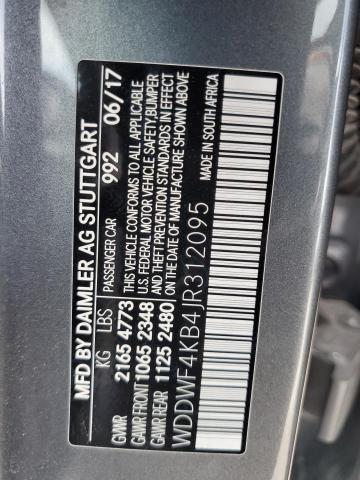 MFD BY DAIMLER AG STUTTGART
KG LBS PASSENGER CAR 992 06/17
GVWR 2165 4773 THIS VEHICLE CONFORMS TO ALL APPLICABLE
GAWR FRONT 1065 2348 U.S. FEDERAL MOTOR VEHICLE SAFETY, BUMPER
GAWR REAR 1125 2480 AND THEFT PREVENTION STANDARDS IN EFFECT
ON THE DATE OF MANUFACTURE SHOWN ABOVE
WDDWF4KB4JR312095
MADE IN SOUTH AFRICA